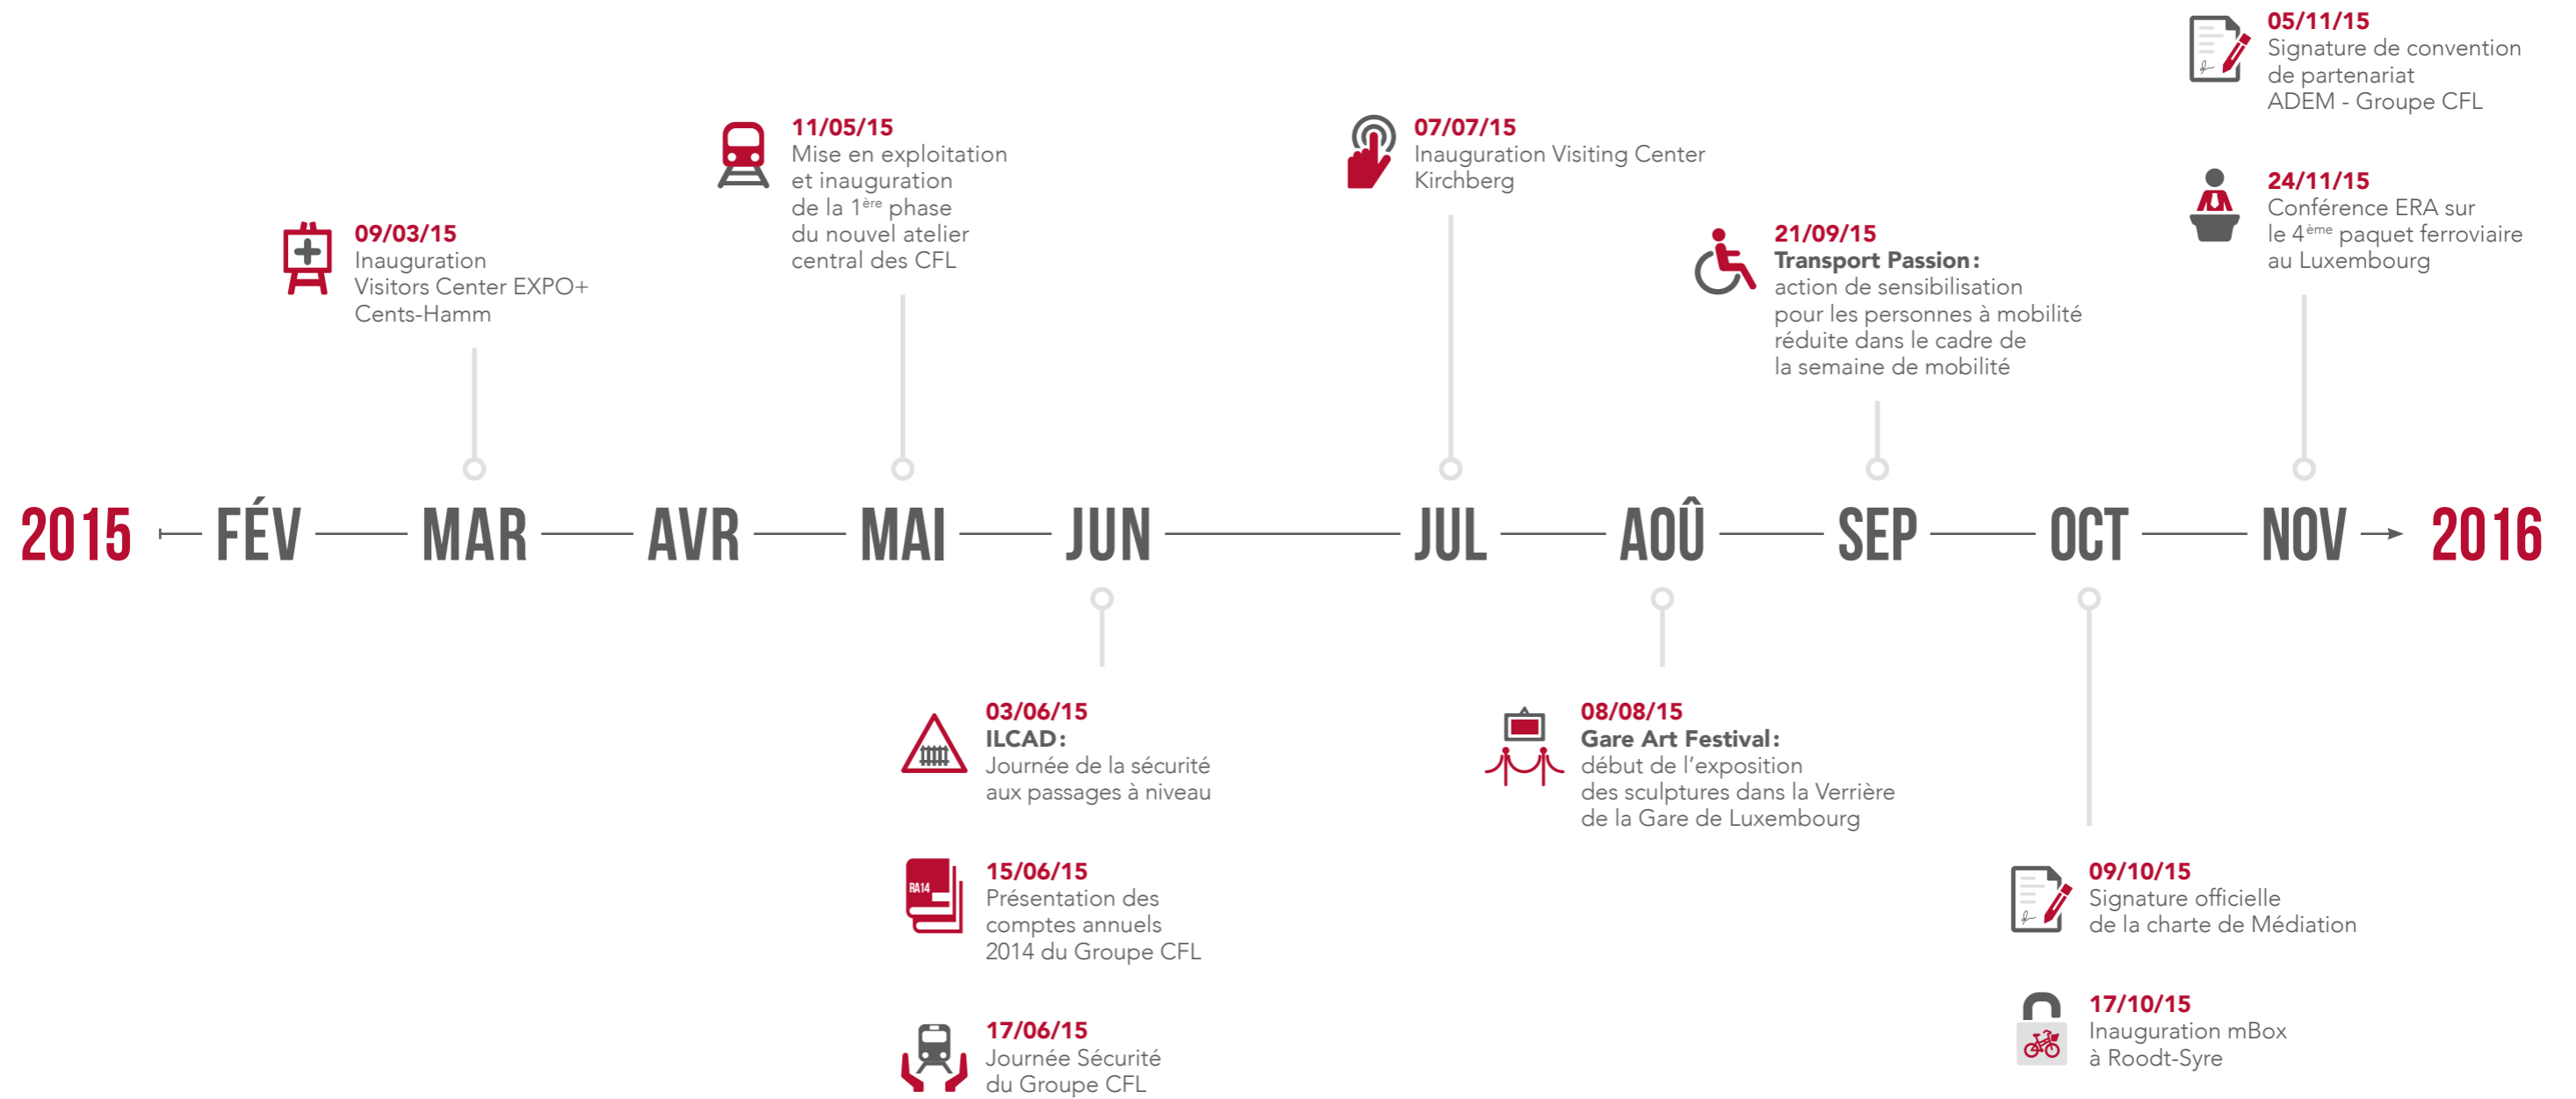 05/11/15
Signature de convention
de partenariat
ADEM - Groupe CFL
11/05/15
Mise en exploitation
et inauguration
de la 1ère phase
du nouvel atelier
central des CFL
07/07/15
Inauguration Visiting Center
Kirchberg
24/11/15
Conférence ERA sur
le 4ème paquet ferroviaire
au Luxembourg
09/03/15
Inauguration
Visitors Center EXPO+
Cents-Hamm
21/09/15
Transport Passion :
action de sensibilisation
pour les personnes à mobilité
réduite dans le cadre de
la semaine de mobilité
2015 FÉV MAR AVR MAI JUN JUL AOÛ SEP OCT NOV 2016
03/06/15
ILCAD :
Journée de la sécurité
aux passages à niveau
08/08/15
Gare Art Festival :
début de l'exposition
des sculptures dans la Verrière
de la Gare de Luxembourg
RA14
15/06/15
Présentation des
comptes annuels
2014 du Groupe CFL
09/10/15
Signature officielle
de la charte de Médiation
17/06/15
Journée Sécurité
du Groupe CFL
17/10/15
Inauguration mBox
à Roodt-Syre